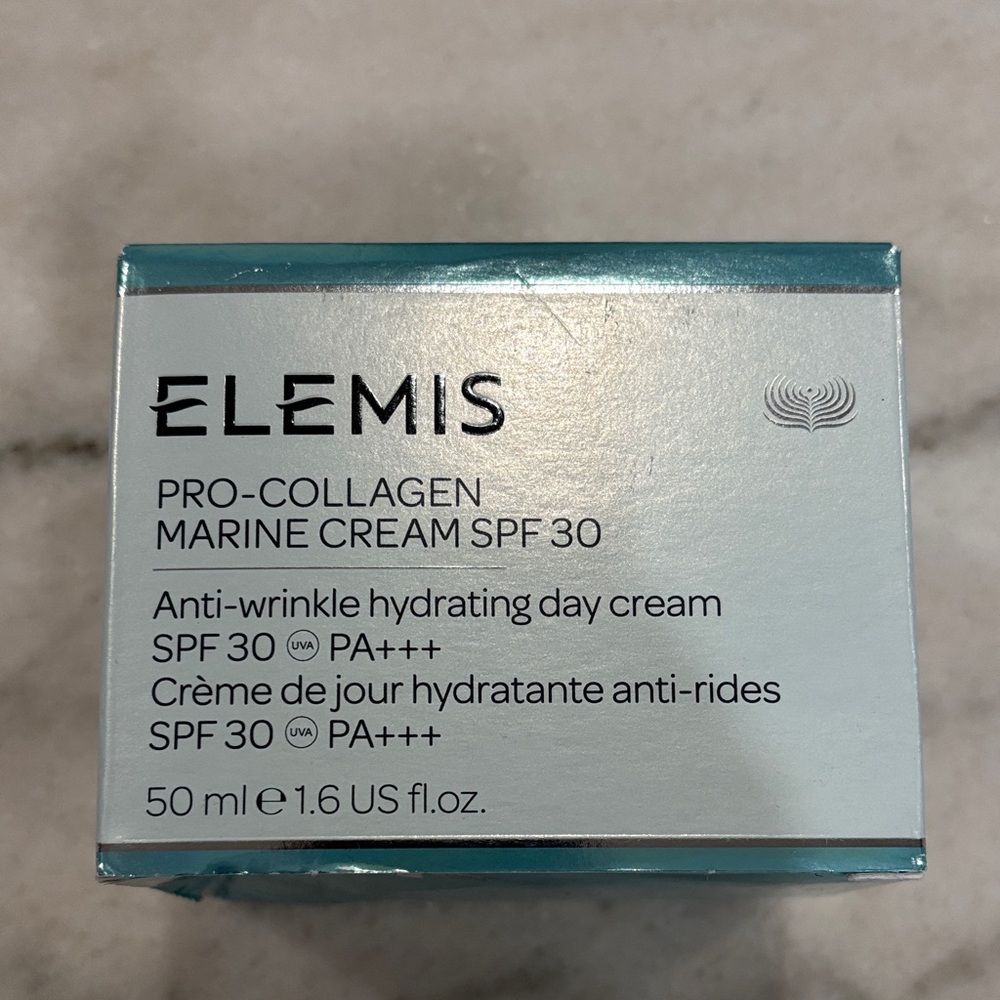 ELEMIS
PRO-COLLAGEN
MARINE CREAM SPF 30
Anti-wrinkle hydrating day cream
SPF 30 UVA PA+++
Crème de jour hydratante anti-rides
SPF 30 UVA PA+++
50 ml ℮ 1.6 US fl.oz.